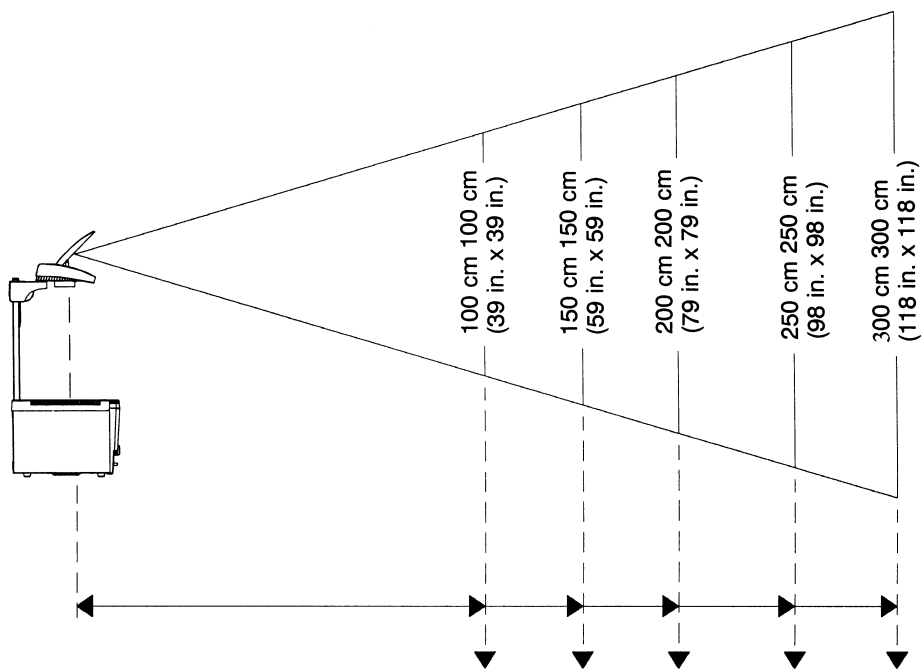 100 cm 100 cm
(39 in. x 39 in.)
150 cm 150 cm
(59 in. x 59 in.)
200 cm 200 cm
(79 in. x 79 in.)
250 cm 250 cm
(98 in. x 98 in.)
300 cm 300 cm
(118 in. x 118 in.)